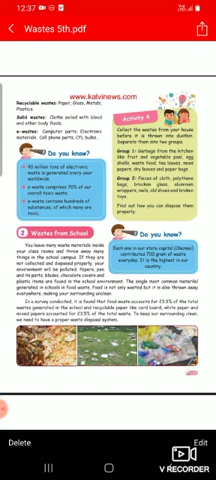 12:37
Wastes 5th.pdf
www.kalvinews.com
Recyclable wastes: Paper, Glass, Metals, Plastics.
Solid wastes: Cloths soiled with blood and other body fluids.
e-wastes: Computer parts, Electronic materials, Cell phone parts, CFL bulbs.
Do you know?
40 million tons of electronic
waste is generated every year
worldwide.
e-waste comprises 70% of our
overall toxic waste.
e-waste contains hundreds of
substances, of which many are
toxic.
Activity 4
Collect the wastes from your house
before it is thrown into dustbin.
Separate them into two groups.
Group 1: Garbage from the kitchen
like fruit and vegetable peel, egg
shells, waste food, tea leaves, news
papers, dry leaves and paper bags.
Group 2: Pieces of cloth, polythene
bags, broken glass, aluminum
wrappers, nails, old shoes and broken
toys.
Find out how you can dispose them
properly.
2 Wastes from School
You leave many waste materials inside
your class rooms and throw away many
things in the school campus. If they are
not collected and disposed properly, your
environment will be polluted. Papers, pen
and its parts, blades, chocolate covers and
plastic items are found in the school environment. The single most common material
generated in schools is food waste. Food is not only wasted but it is also thrown away
everywhere, making your surrounding unclean.
Do you know?
Each one in our state capital (Chennai)
contributes 700 gram of waste
everyday. It is the highest in our
country.
In a survey conducted, it is found that food waste accounts for 23.9% of the total
wastes generated in the school and recyclable paper like card board, white paper and
mixed papers accounted for 23.5% of the total waste. To keep our surrounding clean,
we need to have a proper waste disposal system.
Delete
Edit
V RECORDER